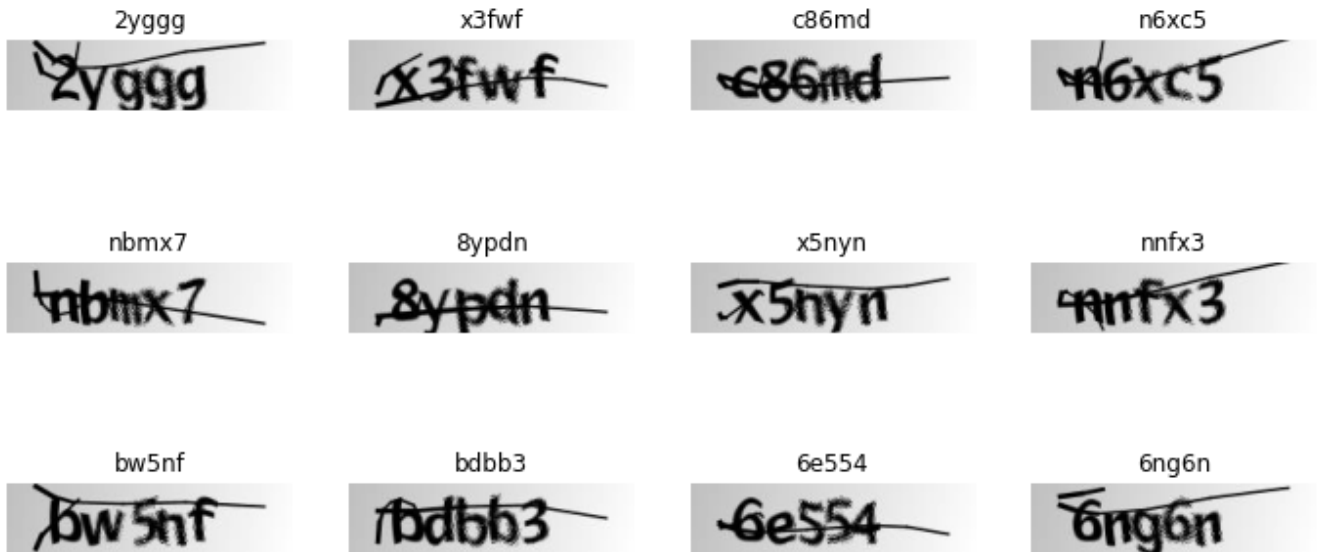 2yggg x3fwf c86md n6xc5
2yggg x3fwf c86md n6xc5
nbmx7 8ypdn x5nyn nnfx3
nbmx7 8ypdn x5nyn nnfx3
bw5nf bdbb3 6e554 6ng6n
bw5nf bdbb3 6e554 6ng6n